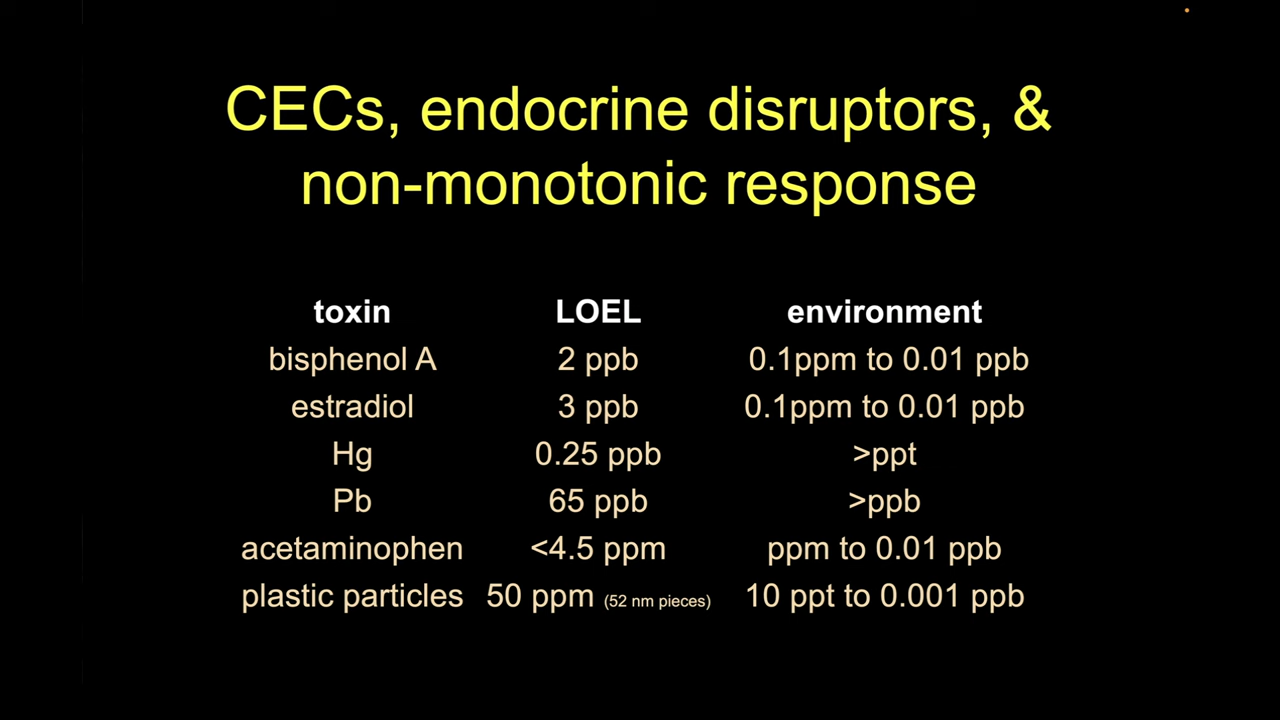 CECs, endocrine disruptors, &
non-monotonic response
toxin LOEL environment
bisphenol A 2 ppb 0.1ppm to 0.01 ppb
estradiol 3 ppb 0.1ppm to 0.01 ppb
Hg 0.25 ppb >ppt
Pb 65 ppb >ppb
acetaminophen <4.5 ppm ppm to 0.01 ppb
plastic particles 50 ppm (52 nm pieces) 10 ppt to 0.001 ppb